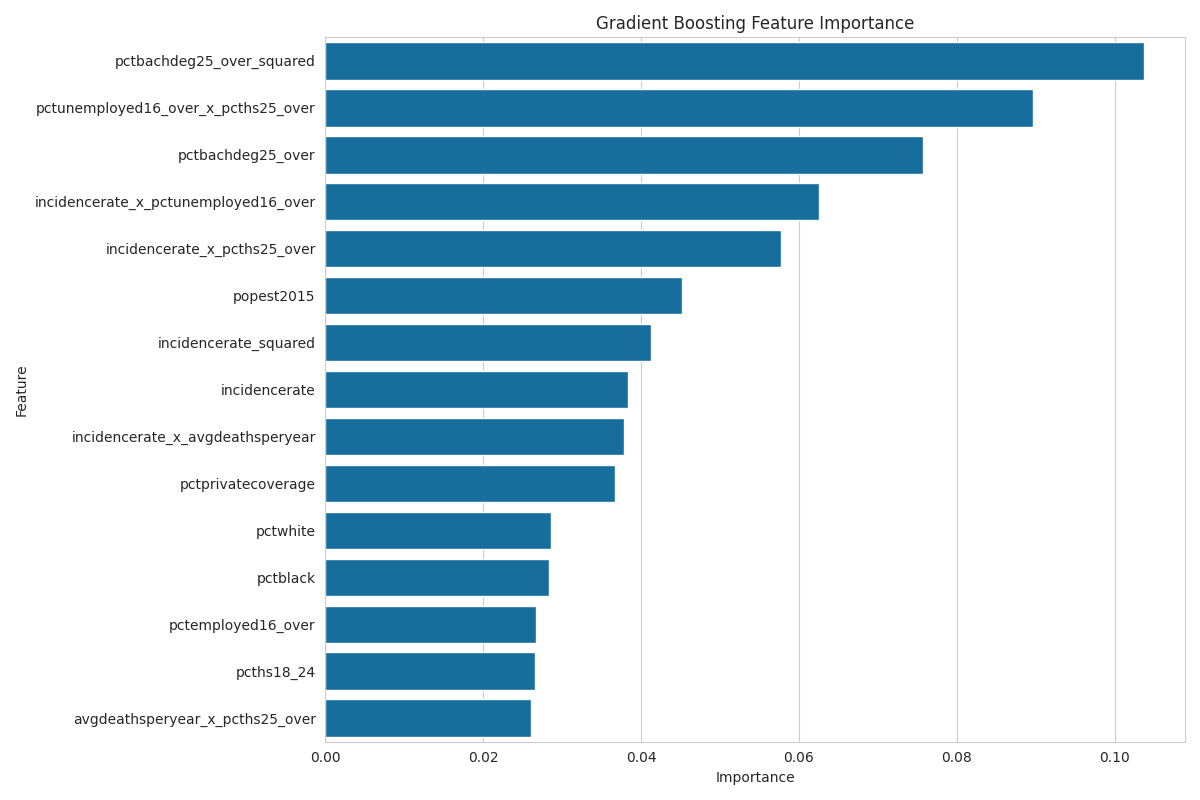 Gradient Boosting Feature Importance
pctbachdeg25_over_squared
pctunemployed16_over_x_pcths25_over
pctbachdeg25_over
incidencerate_x_pctunemployed16_over
incidencerate_x_pcths25_over
popest2015
incidencerate_squared
incidencerate
incidencerate_x_avgdeathsperyear
pctprivatecoverage
pctwhite
pctblack
pctemployed16_over
pcths18_24
avgdeathsperyear_x_pcths25_over
Feature
0.00 0.02 0.04 0.06 0.08 0.10
Importance